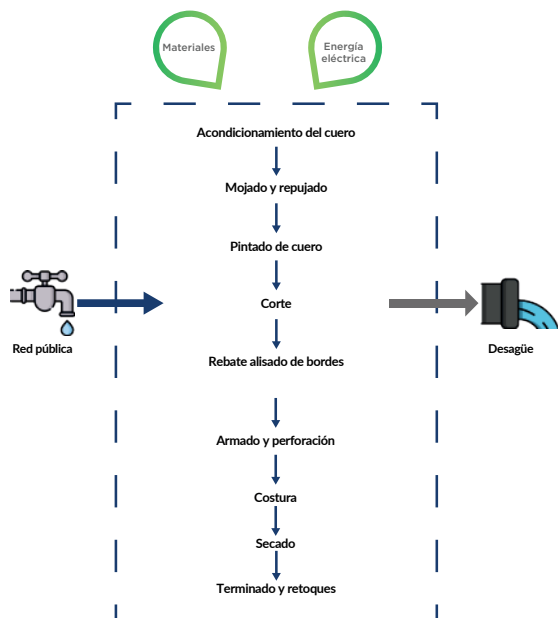 Materiales
Energía
eléctrica
Acondicionamiento del cuero
Mojado y repujado
Pintado de cuero
Corte
Red pública
Desagüe
Rebate alisado de bordes
Armado y perforación
Costura
Secado
Terminado y retoques